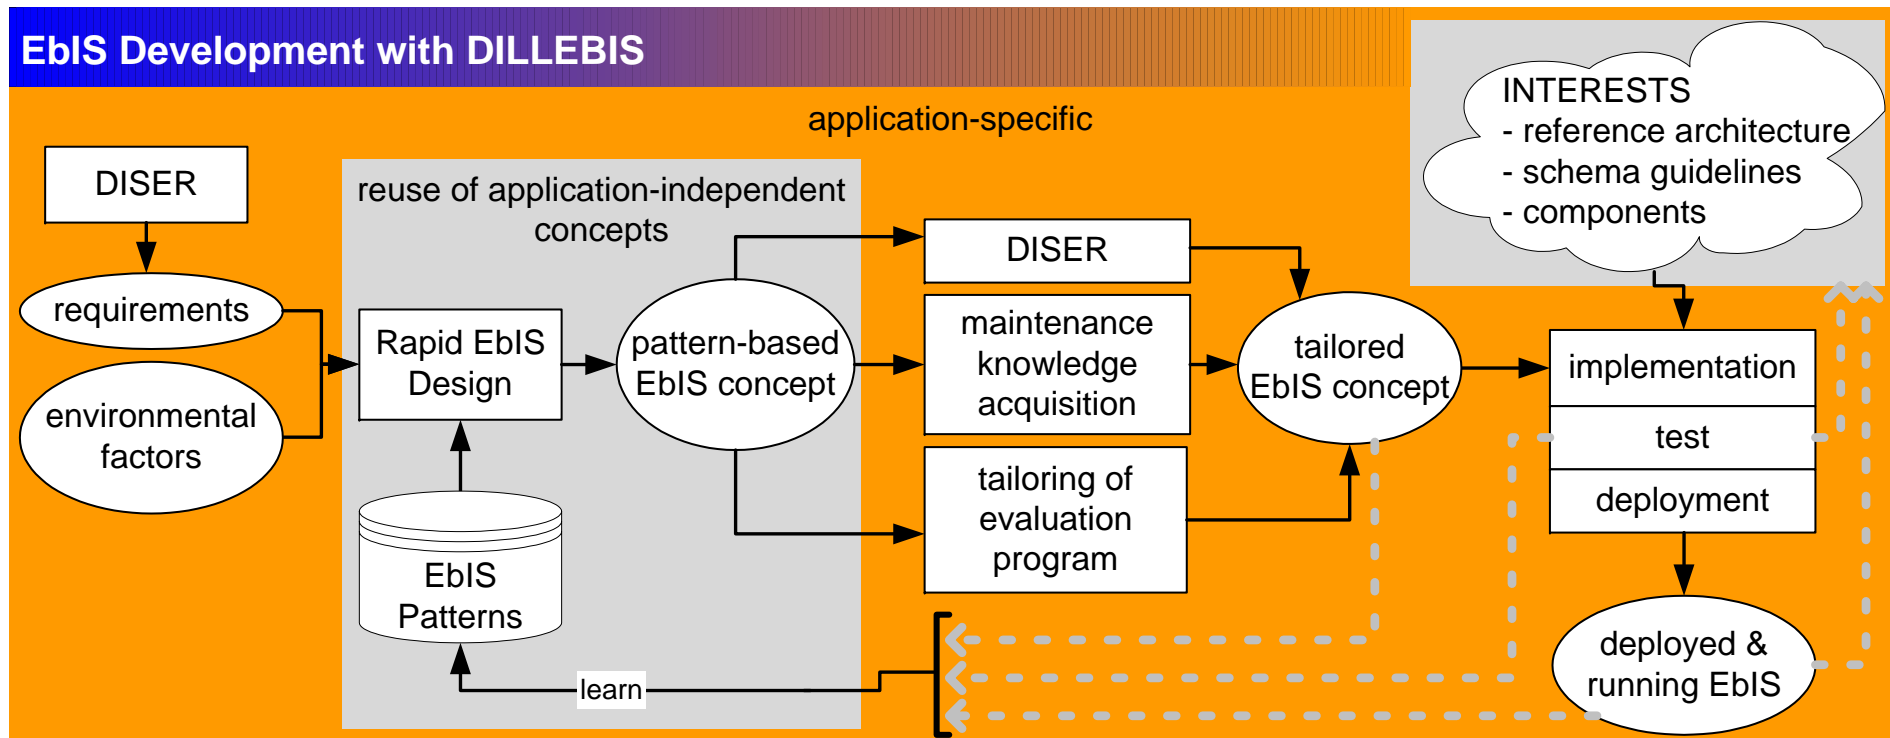 EbIS Development with DILLEBIS
application-specific
INTERESTS
- reference architecture
- schema guidelines
- components
DISER
requirements
environmental
factors
reuse of application-independent
concepts
Rapid EbIS
Design
EbIS
Patterns
learn
pattern-based
EbIS concept
DISER
maintenance
knowledge
acquisition
tailoring of
evaluation
program
tailored
EbIS concept
implementation
test
deployment
deployed &
running EbIS